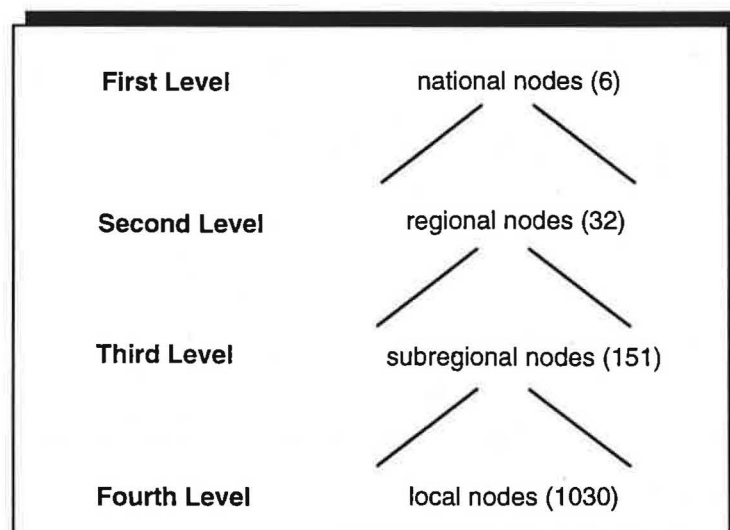 First Level national nodes (6)
Second Level regional nodes (32)
Third Level subregional nodes (151)
Fourth Level local nodes (1030)